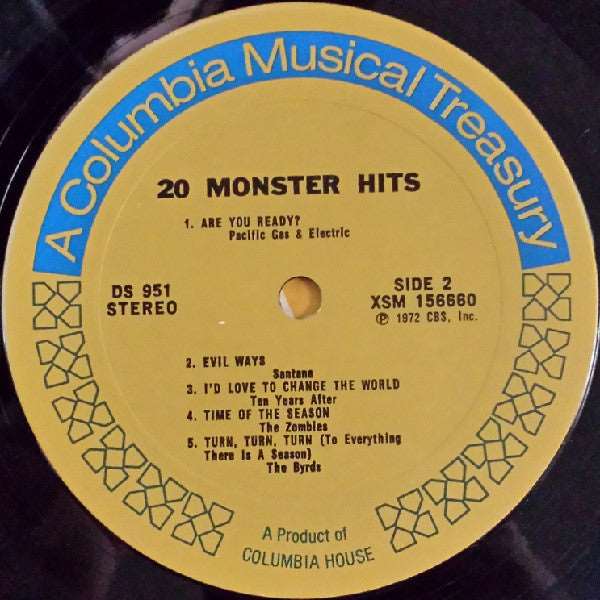 A Columbia Musical Treasury
20 MONSTER HITS
1. ARE YOU READY?
Pacific Gas & Electric
DS 951
STEREO
SIDE 2
XSM 156660
℗ 1972 CBS, Inc.
2. EVIL WAYS
Santana
3. I'D LOVE TO CHANGE THE WORLD
Ten Years After
4. TIME OF THE SEASON
The Zombies
5. TURN, TURN, TURN (To Everything
There Is A Season)
The Byrds
A Product of
COLUMBIA HOUSE